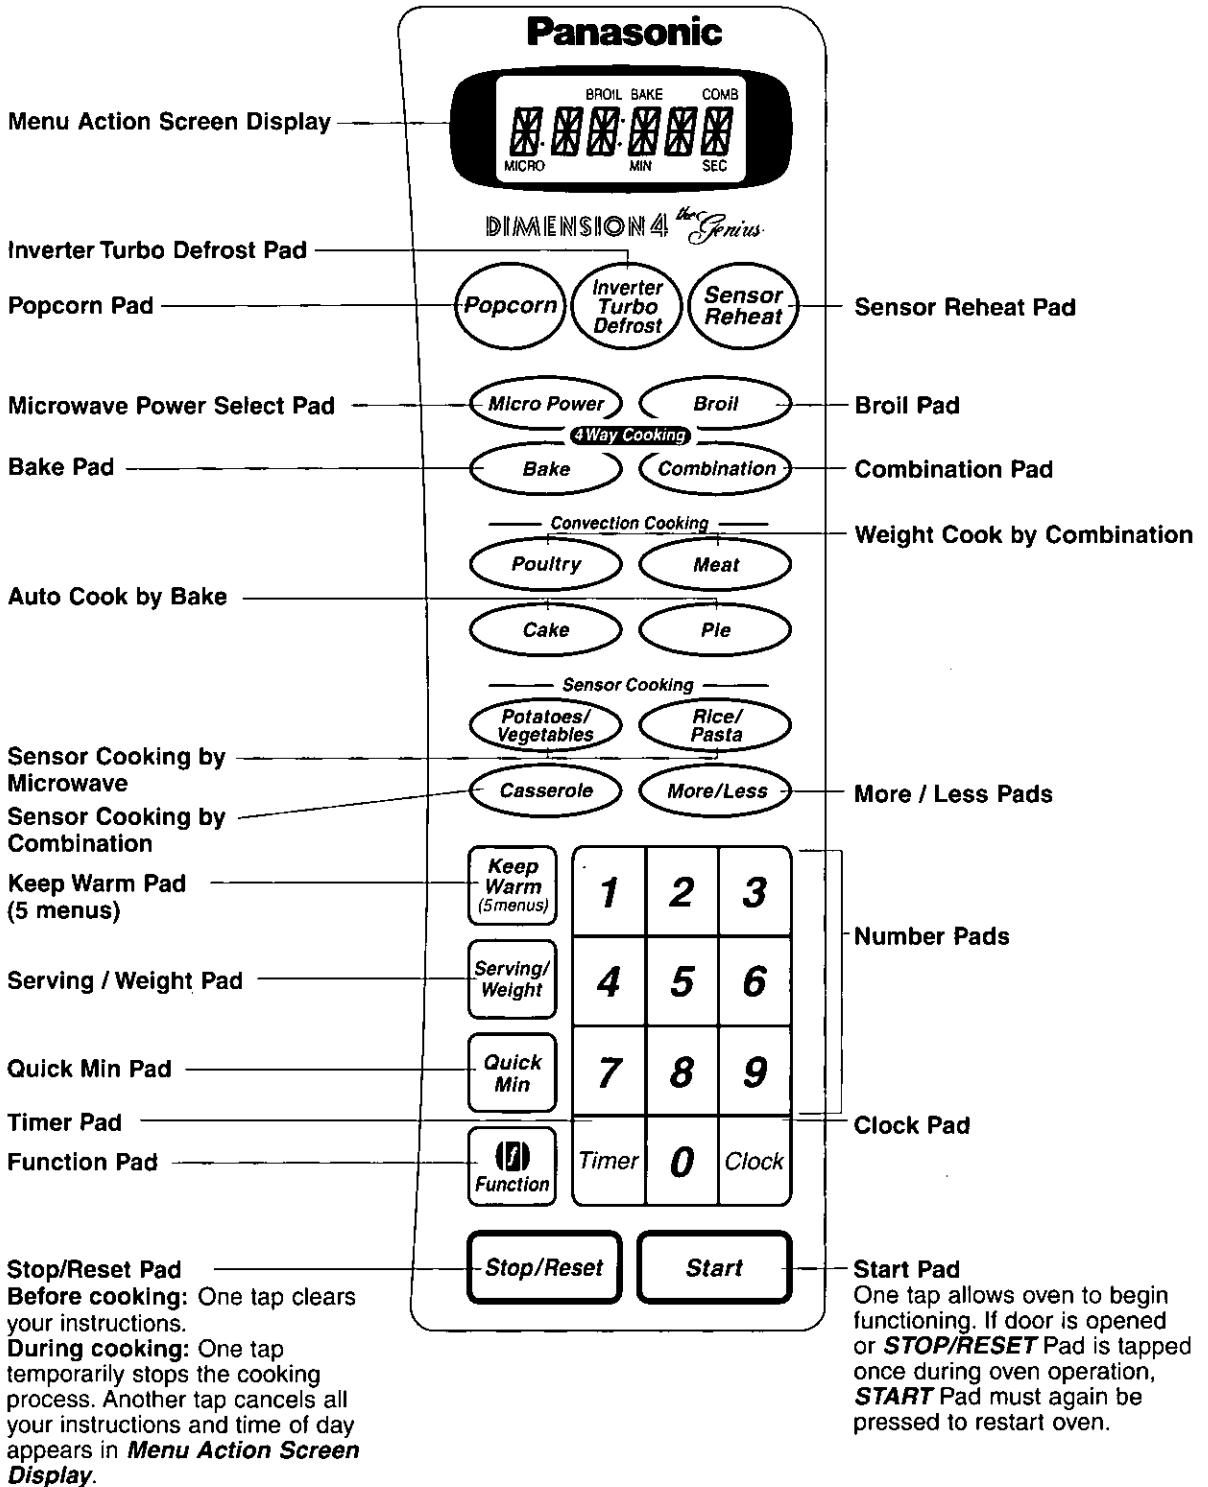 Panasonic
BROIL BAKE COMB
MICRO MIN SEC
Menu Action Screen Display
DIMENSION 4 the Genius
Inverter Turbo Defrost Pad
Popcorn Pad
Popcorn
Inverter
Turbo
Defrost
Sensor
Reheat
Sensor Reheat Pad
Microwave Power Select Pad
Micro Power
Broil
Broil Pad
4 Way Cooking
Bake Pad
Bake
Combination
Combination Pad
Convection Cooking
Weight Cook by Combination
Poultry
Meat
Auto Cook by Bake
Cake
Pie
Sensor Cooking
Potatoes/
Vegetables
Rice/
Pasta
Sensor Cooking by
Microwave
Casserole
More/Less
More / Less Pads
Sensor Cooking by
Combination
Keep Warm Pad
(5 menus)
Keep
Warm
(5menus)
1 2 3
Number Pads
Serving / Weight Pad
Serving/
Weight
4 5 6
Quick Min Pad
Quick
Min
7 8 9
Timer Pad
Clock Pad
Function Pad
f
Function
Timer 0 Clock
Stop/Reset Pad
Before cooking: One tap clears
your instructions.
During cooking: One tap
temporarily stops the cooking
process. Another tap cancels all
your instructions and time of day
appears in Menu Action Screen
Display.
Stop/Reset
Start
Start Pad
One tap allows oven to begin
functioning. If door is opened
or STOP/RESET Pad is tapped
once during oven operation,
START Pad must again be
pressed to restart oven.